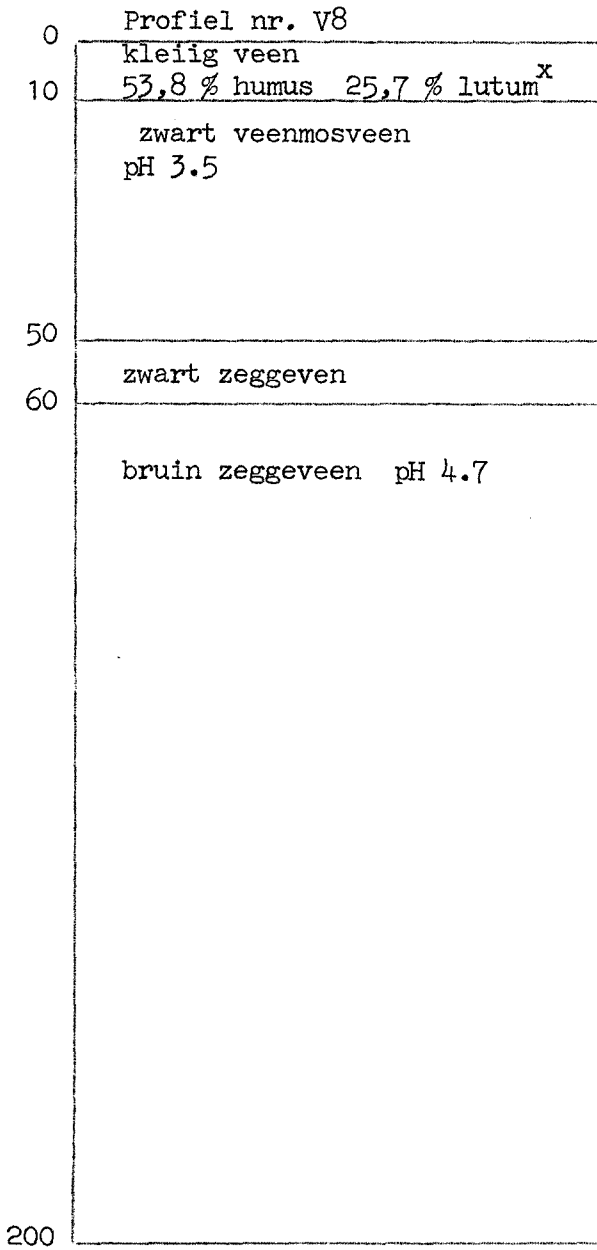 Profiel nr. V8
0
kleiig veen
53,8 % humus 25,7 % lutum x
10
zwart veenmosveen
pH 3.5
50
zwart zeggeven
60
bruin zeggeveen pH 4.7
200